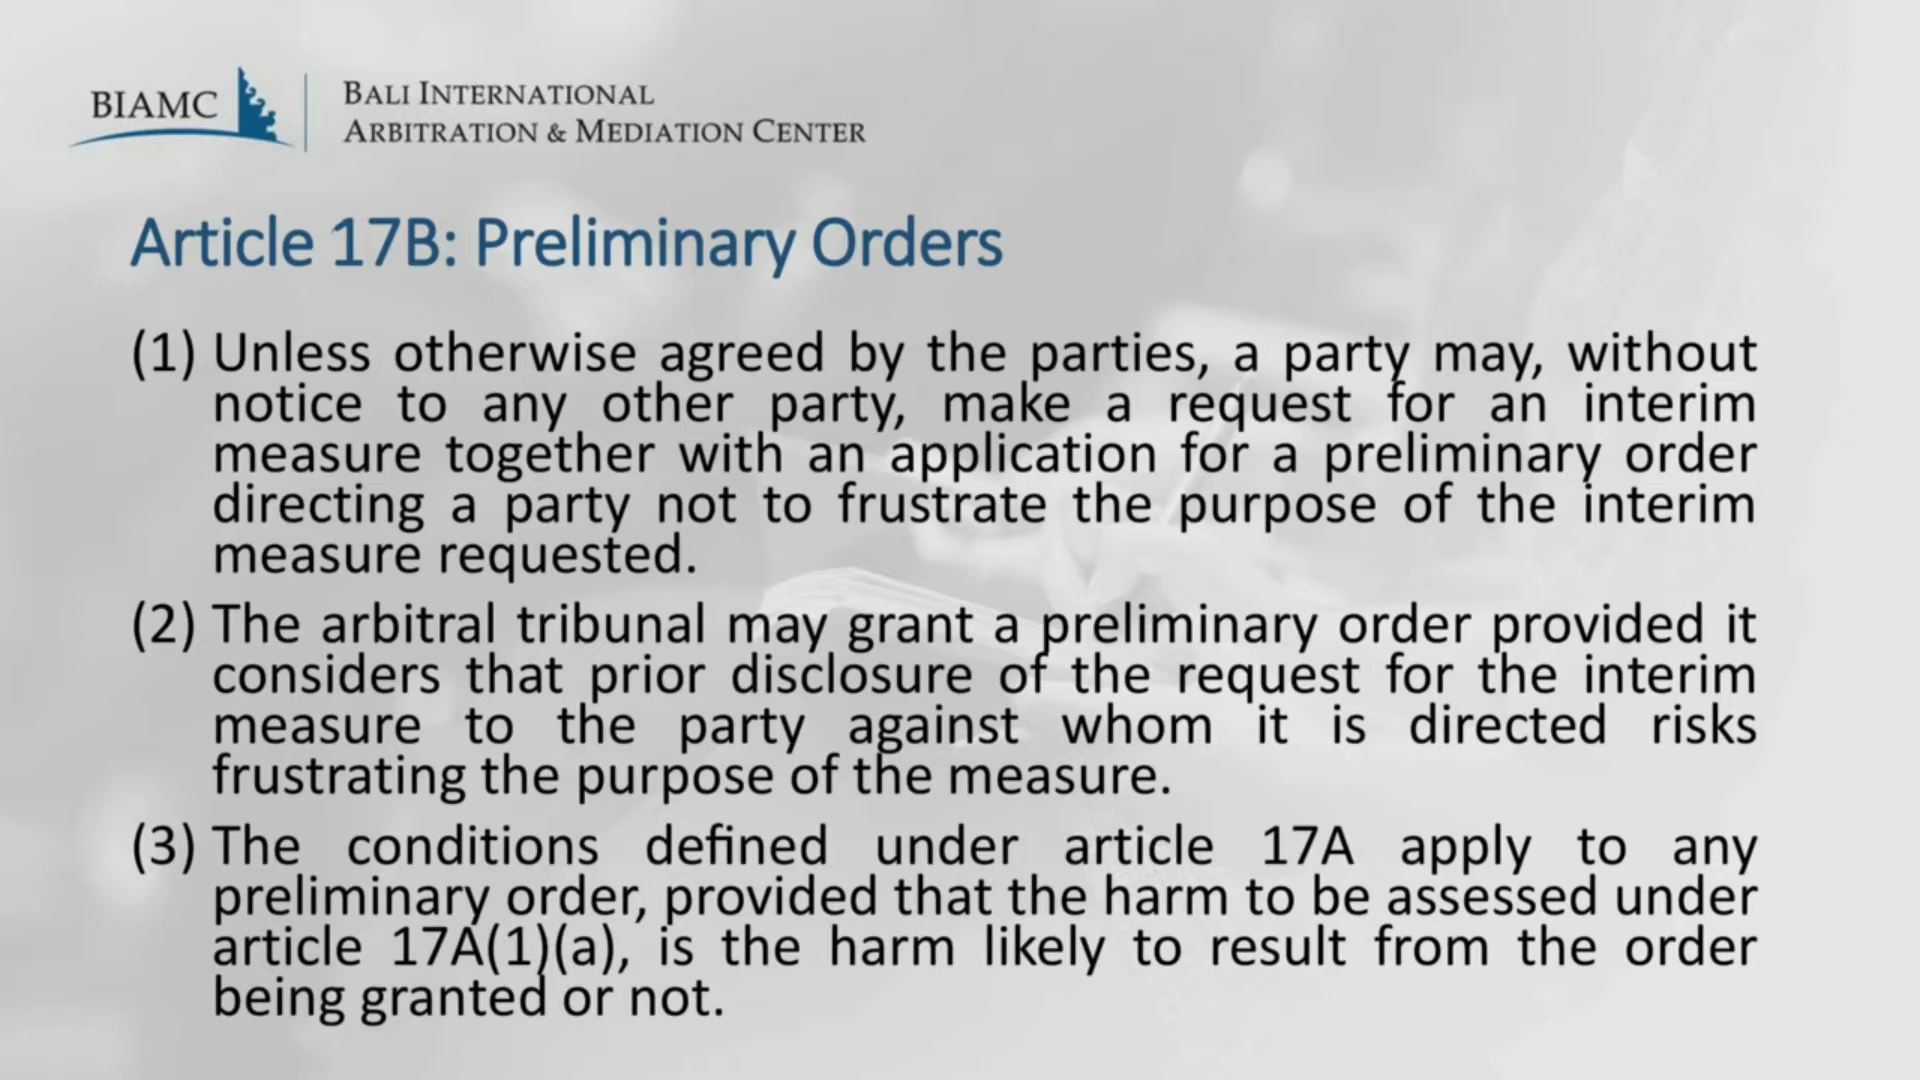 BIAMC
BALI INTERNATIONAL
ARBITRATION & MEDIATION CENTER
Article 17B: Preliminary Orders
(1) Unless otherwise agreed by the parties, a party may, without
notice to any other party, make a request for an interim
measure together with an application for a preliminary order
directing a party not to frustrate the purpose of the interim
measure requested.
(2) The arbitral tribunal may grant a preliminary order provided it
considers that prior disclosure of the request for the interim
measure to the party against whom it is directed risks
frustrating the purpose of the measure.
(3) The conditions defined under article 17A apply to any
preliminary order, provided that the harm to be assessed under
article 17A(1)(a), is the harm likely to result from the order
being granted or not.